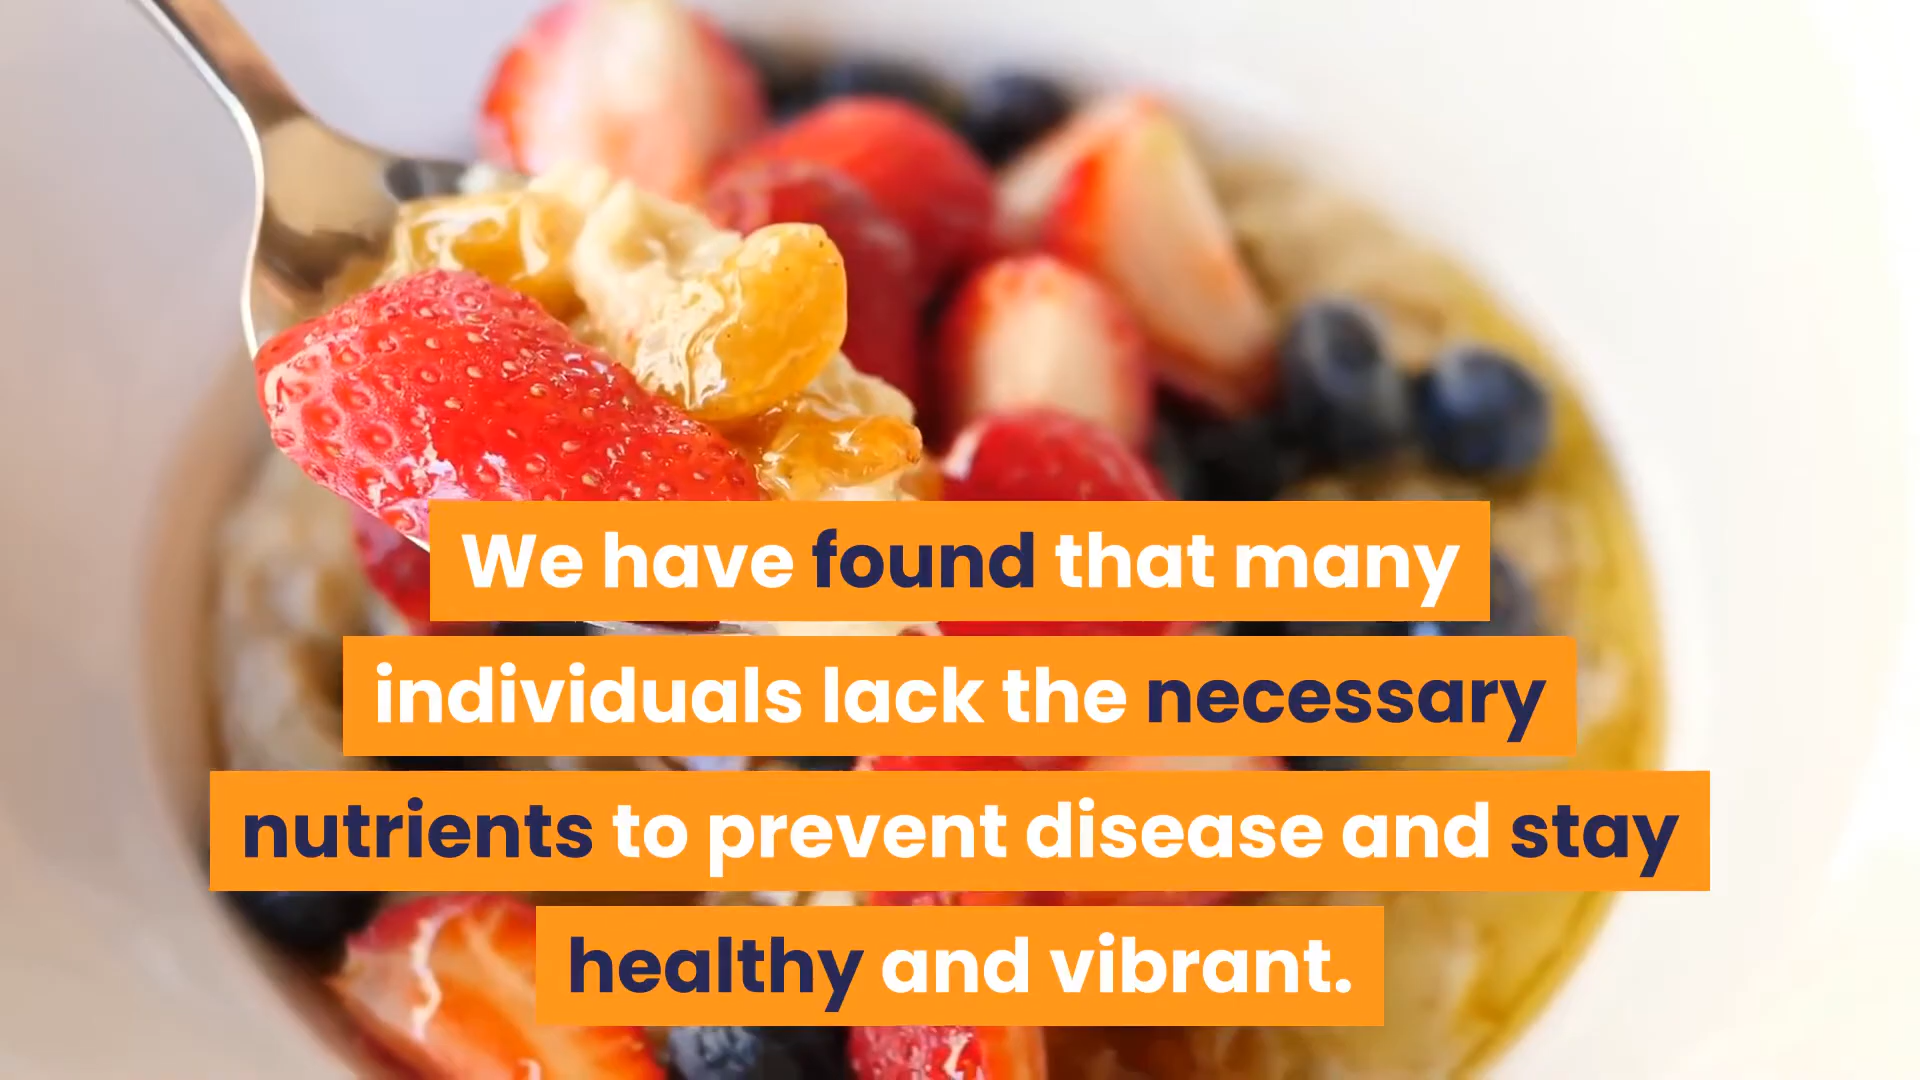 We have found that many
individuals lack the necessary
nutrients to prevent disease and stay
healthy and vibrant.